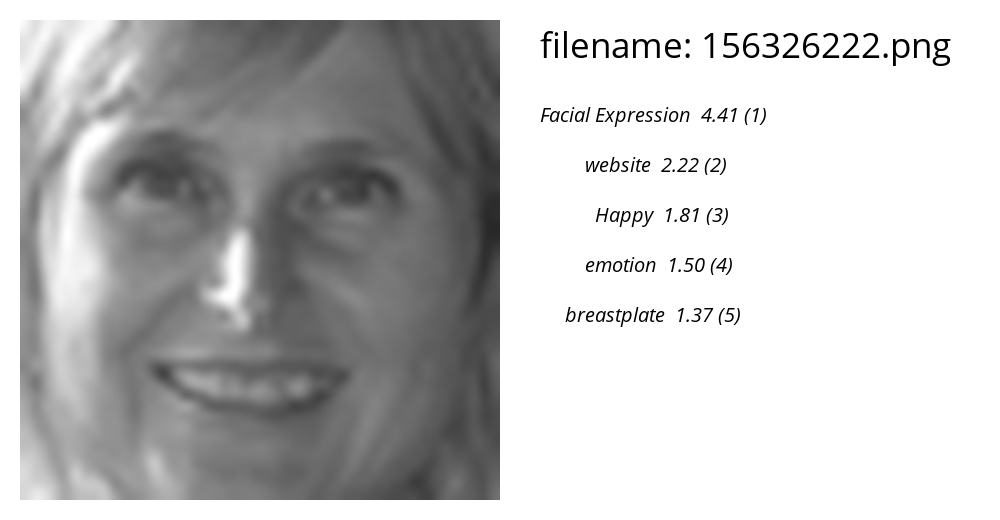 filename: 156326222.png
Facial Expression 4.41 (1)
website 2.22 (2)
Happy 1.81 (3)
emotion 1.50 (4)
breastplate 1.37 (5)